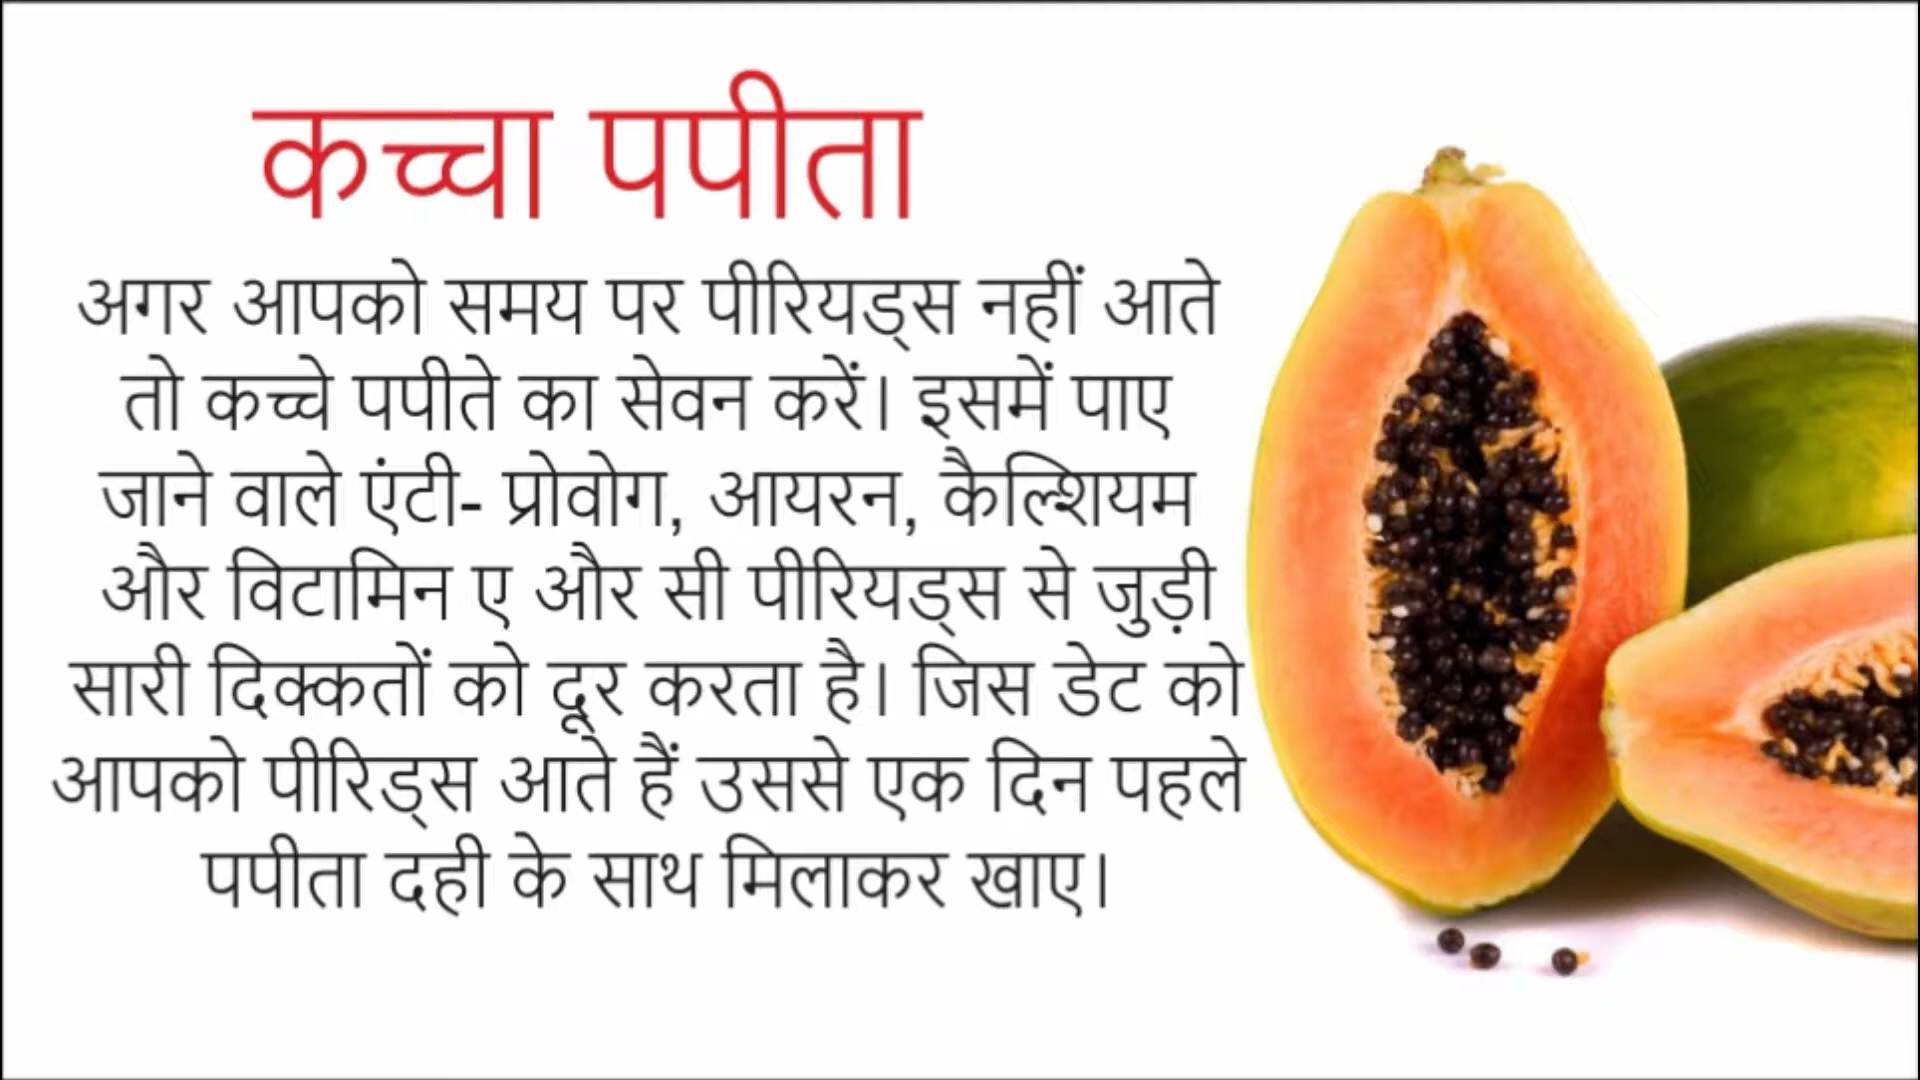 कच्चा पपीता
अगर आपको समय पर पीरियड्स नहीं आते
तो कच्चे पपीते का सेवन करें। इसमें पाए
जाने वाले एंटी- प्रोवोग, आयरन, कैल्शियम
और विटामिन ए और सी पीरियड्स से जुड़ी
सारी दिक्कतों को दूर करता है। जिस डेट को
आपको पीरिड्स आते हैं उससे एक दिन पहले
पपीता दही के साथ मिलाकर खाए।